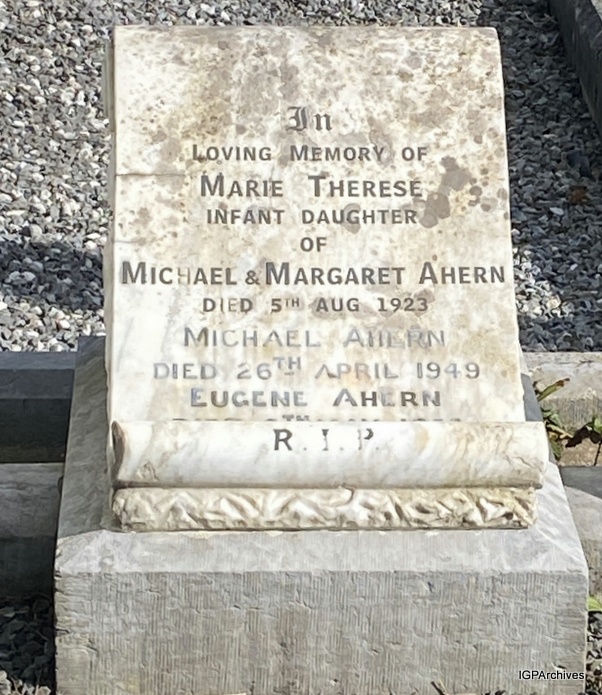 In
LOVING MEMORY OF
MARIE THERESE
INFANT DAUGHTER
OF
MICHAEL & MARGARET AHERN
DIED 5TH AUG 1923
MICHAEL AHERN
DIED 26TH APRIL 1949
EUGENE AHERN
R.I.P.
IGPArchives